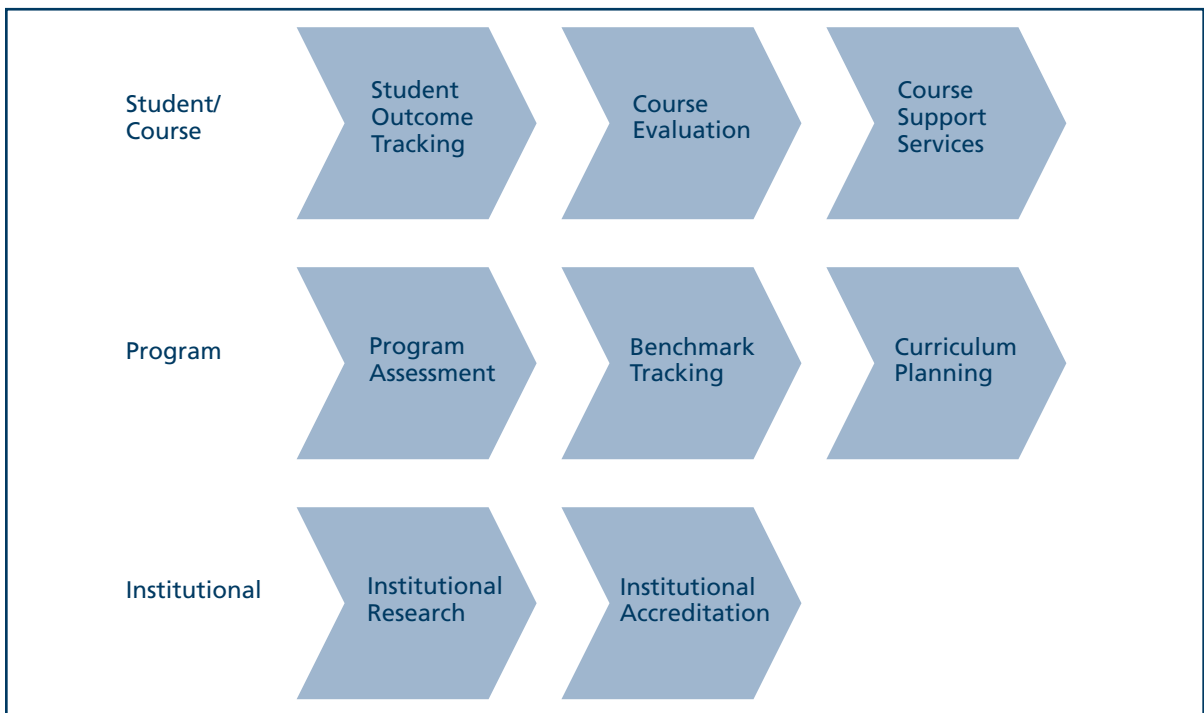 Student/
Course
Student
Outcome
Tracking
Course
Evaluation
Course
Support
Services
Program
Program
Assessment
Benchmark
Tracking
Curriculum
Planning
Institutional
Institutional
Research
Institutional
Accreditation